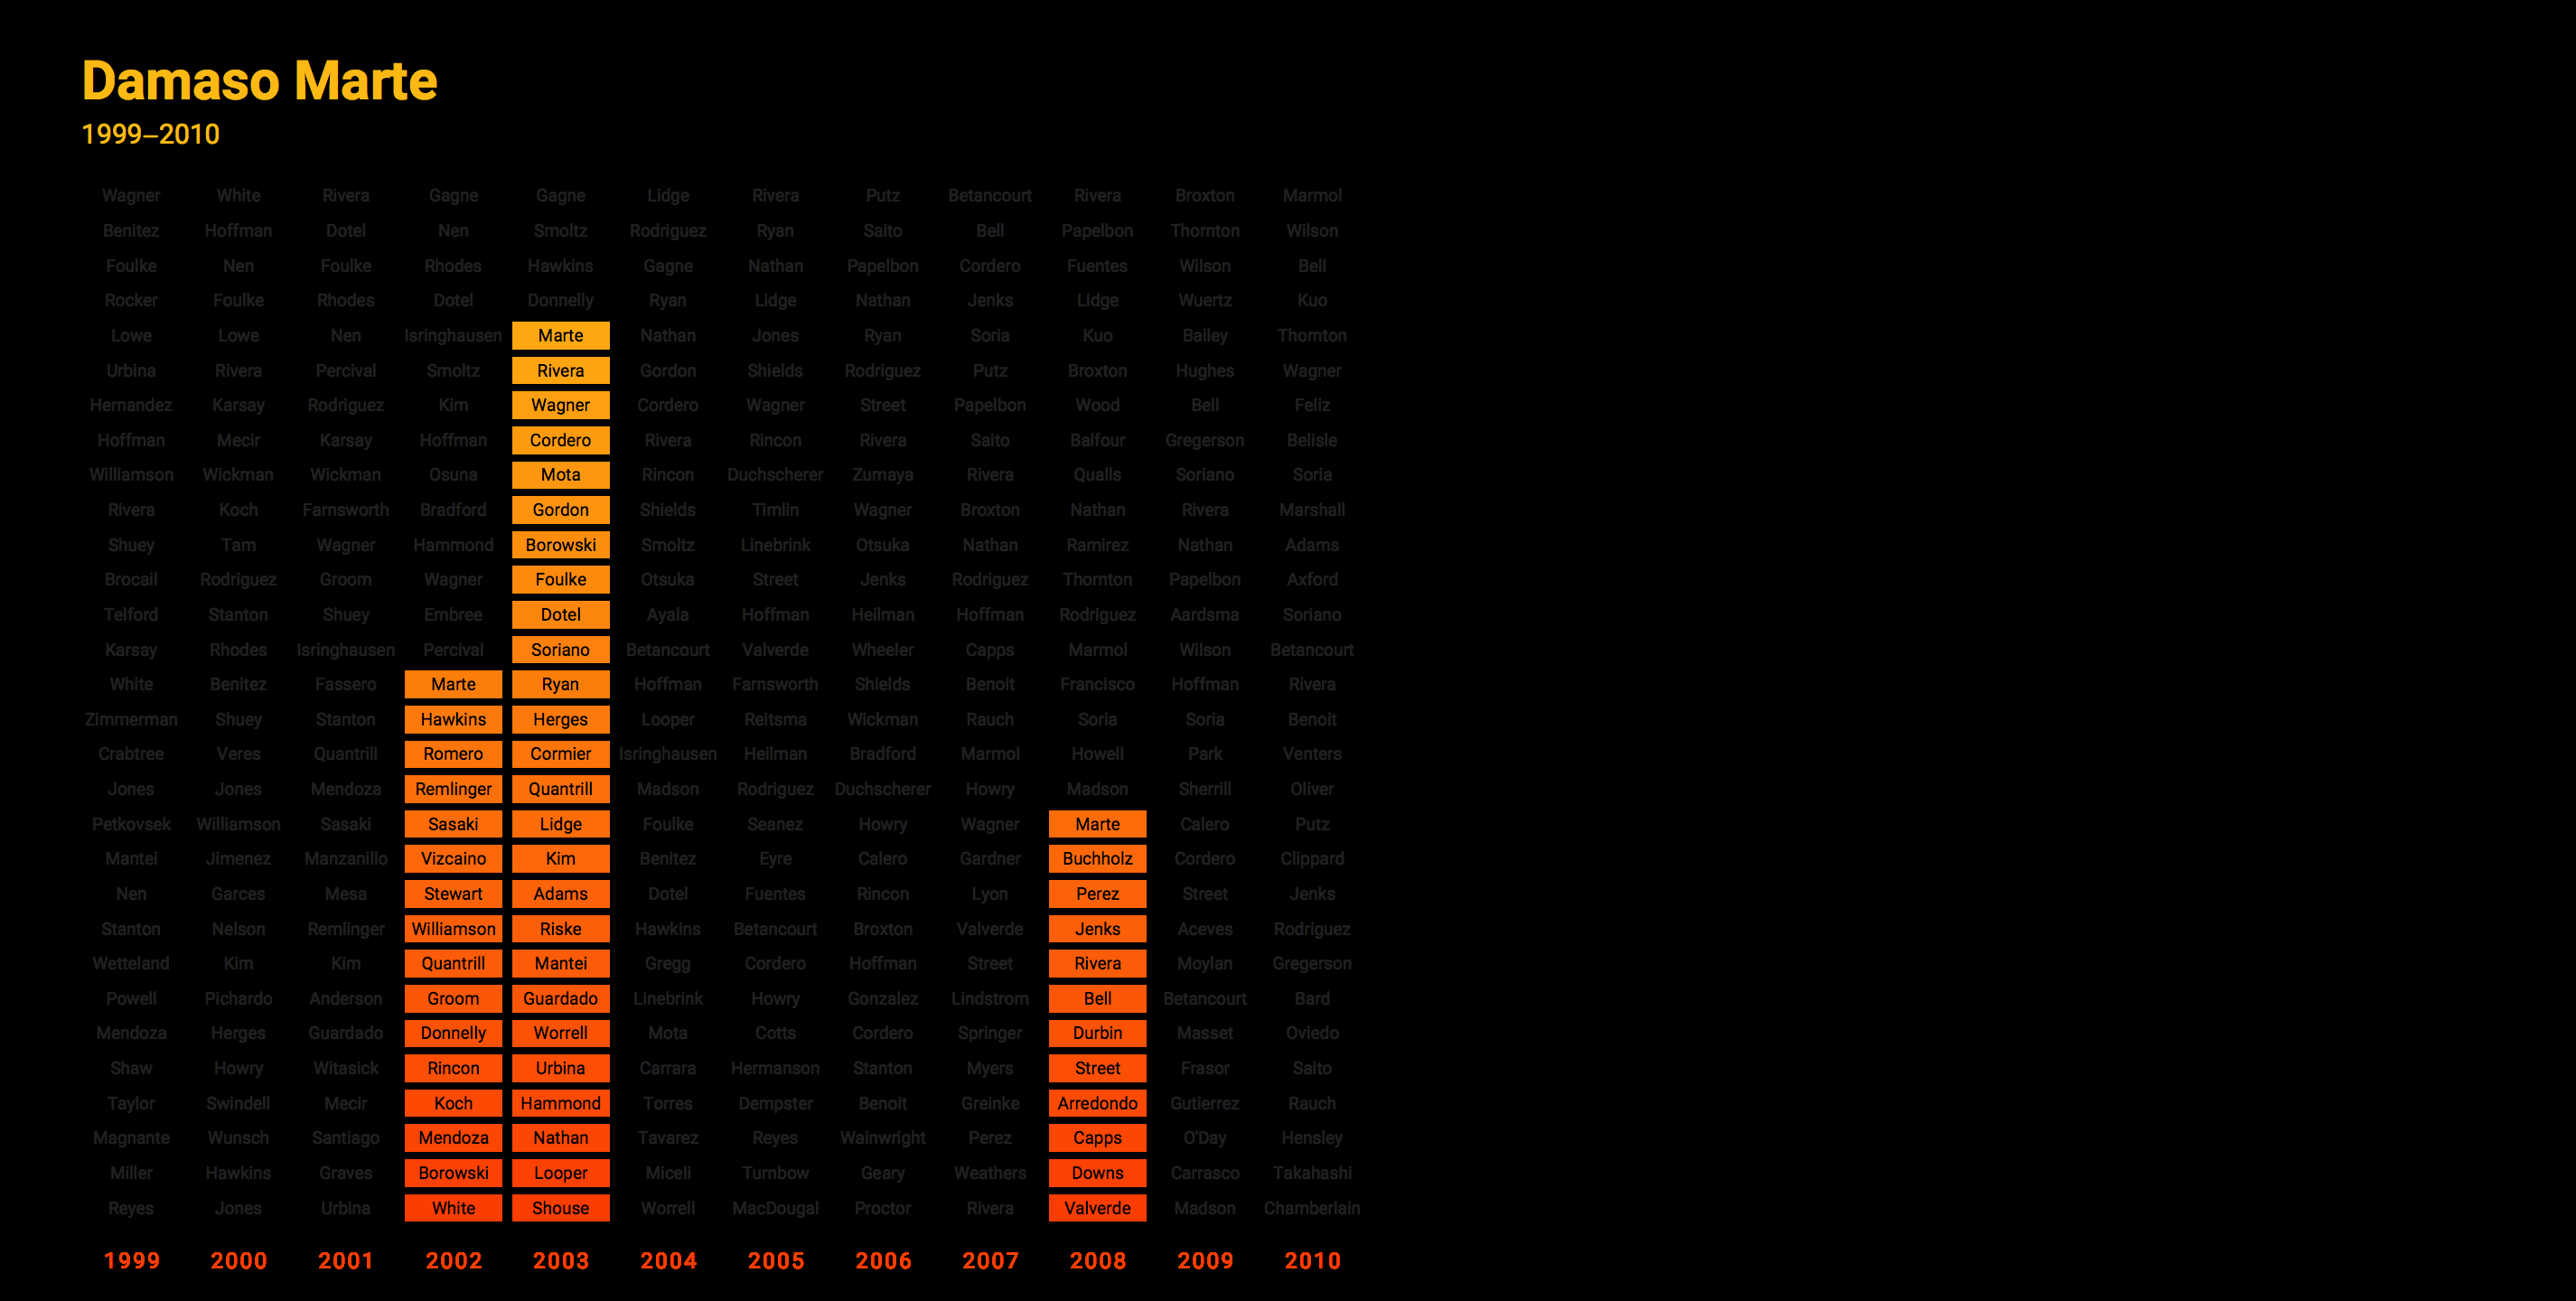 Damaso Marte
1999–2010
Wagner White Rivera Gagne Gagne Lidge Rivera Putz Betancourt Rivera Broxton Marmol
Benitez Hoffman Dotel Nen Smoltz Rodriguez Ryan Saito Bell Papelbon Thornton Wilson
Foulke Nen Foulke Rhodes Hawkins Gagne Nathan Papelbon Cordero Fuentes Wilson Bell
Rocker Foulke Rhodes Dotel Donnelly Ryan Lidge Nathan Jenks Lidge Wuertz Kuo
Lowe Lowe Nen Isringhausen Marte Nathan Jones Ryan Soria Kuo Bailey Thornton
Urbina Rivera Percival Smoltz Rivera Gordon Shields Rodriguez Putz Broxton Hughes Wagner
Hernandez Karsay Rodriguez Kim Wagner Cordero Wagner Street Papelbon Wood Bell Feliz
Hoffman Mecir Karsay Hoffman Cordero Rivera Rincon Rivera Saito Balfour Gregerson Belisle
Williamson Wickman Wickman Osuna Mota Rincon Duchscherer Zumaya Rivera Qualls Soriano Soria
Rivera Koch Farnsworth Bradford Gordon Shields Timlin Wagner Broxton Nathan Rivera Marshall
Shuey Tam Wagner Hammond Borowski Smoltz Linebrink Otsuka Nathan Ramirez Nathan Adams
Brocail Rodriguez Groom Wagner Foulke Otsuka Street Jenks Rodriguez Thornton Papelbon Axford
Telford Stanton Shuey Embree Dotel Ayala Hoffman Heilman Hoffman Rodriguez Aardsma Soriano
Karsay Rhodes Isringhausen Percival Soriano Betancourt Valverde Wheeler Capps Marmol Wilson Betancourt
White Benitez Fassero Marte Ryan Hoffman Farnsworth Shields Benoit Francisco Hoffman Rivera
Zimmerman Shuey Stanton Hawkins Herges Looper Reitsma Wickman Rauch Soria Soria Benoit
Crabtree Veres Quantrill Romero Cormier Isringhausen Heilman Bradford Marmol Howell Park Venters
Jones Jones Mendoza Remlinger Quantrill Madson Rodriguez Duchscherer Howry Madson Sherrill Oliver
Petkovsek Williamson Sasaki Sasaki Lidge Foulke Seanez Howry Wagner Marte Calero Putz
Mantei Jimenez Manzanillo Vizcaino Kim Benitez Eyre Calero Gardner Buchholz Cordero Clippard
Nen Garces Mesa Stewart Adams Dotel Fuentes Rincon Lyon Perez Street Jenks
Stanton Nelson Remlinger Williamson Riske Hawkins Betancourt Broxton Valverde Jenks Aceves Rodriguez
Wetteland Kim Kim Quantrill Mantei Gregg Cordero Hoffman Street Rivera Moylan Gregerson
Powell Pichardo Anderson Groom Guardado Linebrink Howry Gonzalez Lindstrom Bell Betancourt Bard
Mendoza Herges Guardado Donnelly Worrell Mota Cotts Cordero Springer Durbin Masset Oviedo
Shaw Howry Witasick Rincon Urbina Carrara Hermanson Stanton Myers Street Frasor Saito
Taylor Swindell Mecir Koch Hammond Torres Dempster Benoit Greinke Arredondo Gutierrez Rauch
Magnante Wunsch Santiago Mendoza Nathan Tavarez Reyes Wainwright Perez Capps O'Day Hensley
Miller Hawkins Graves Borowski Looper Miceli Turnbow Geary Weathers Downs Carrasco Takahashi
Reyes Jones Urbina White Shouse Worrell MacDougal Proctor Rivera Valverde Madson Chamberlain
1999 2000 2001 2002 2003 2004 2005 2006 2007 2008 2009 2010